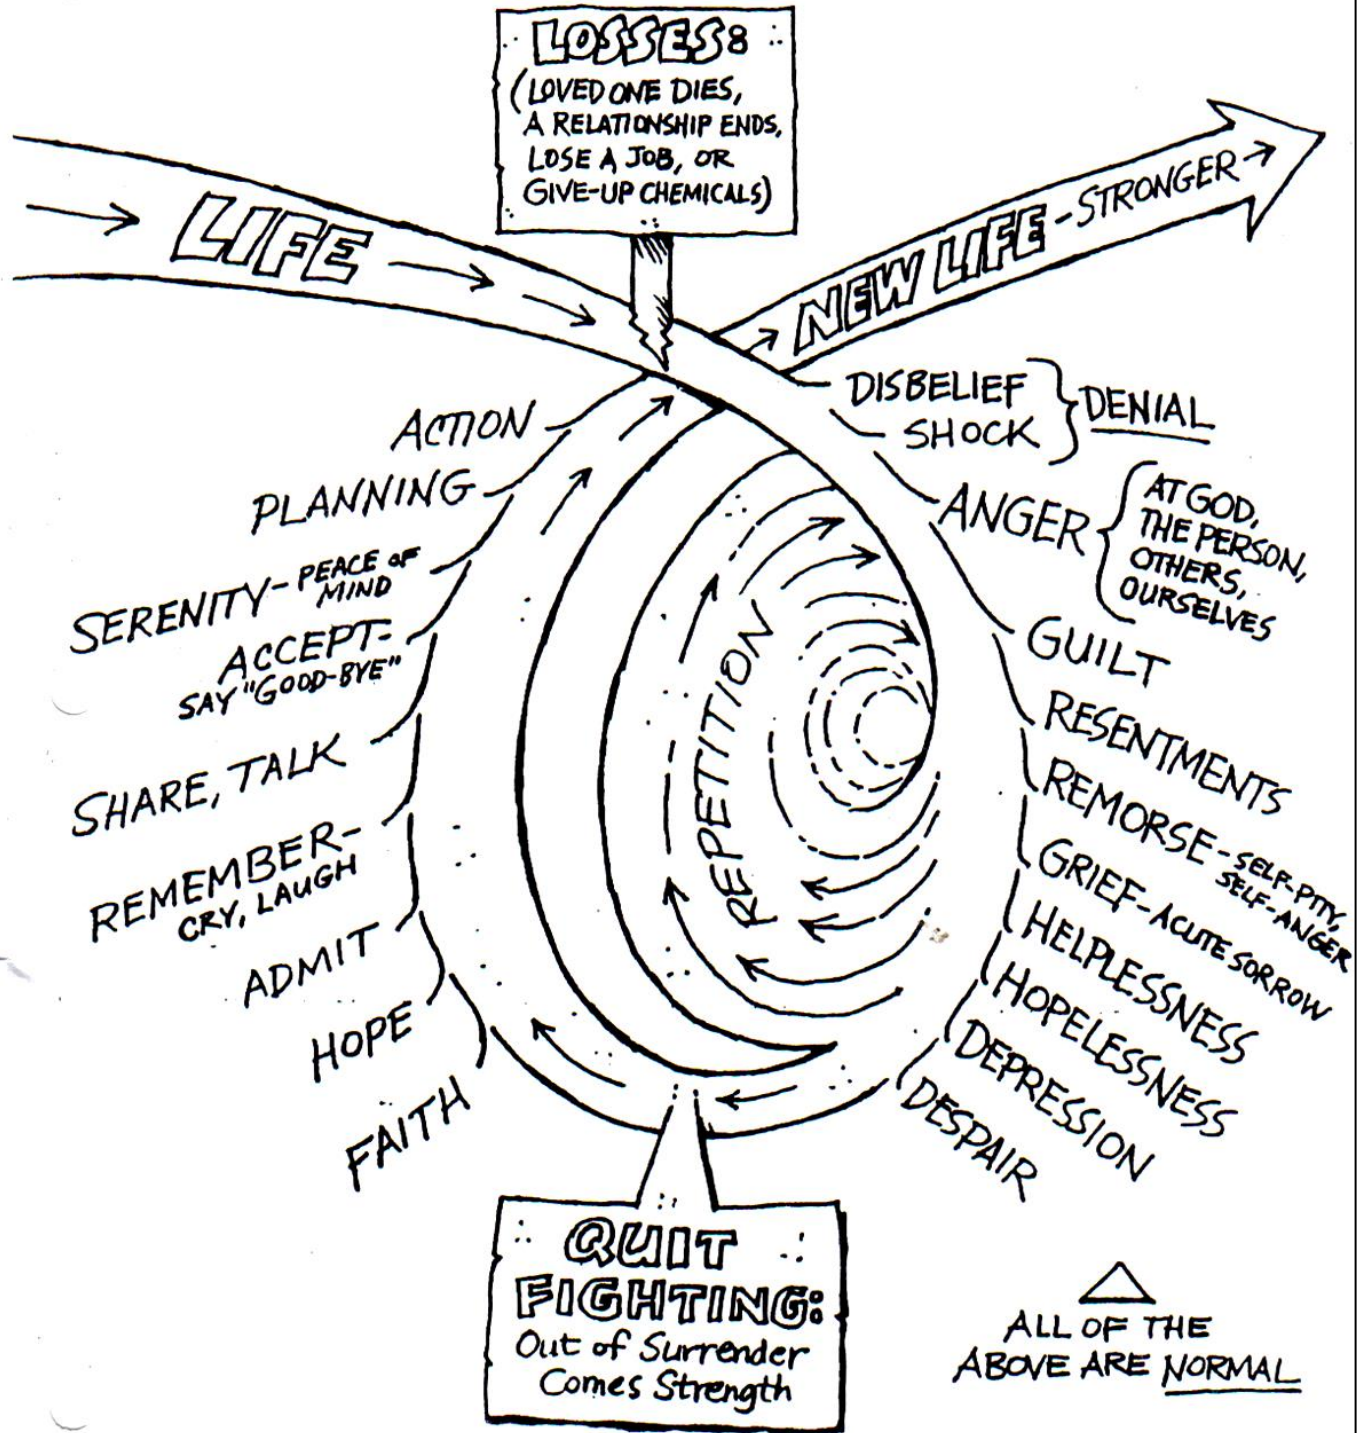 LOSSES:
(LOVED ONE DIES,
A RELATIONSHIP ENDS,
LOSE A JOB, OR
GIVE-UP CHEMICALS)
LIFE
NEW LIFE - STRONGER
DISBELIEF
SHOCK
DENIAL
ANGER
AT GOD,
THE PERSON,
OTHERS,
OURSELVES
GUILT
RESENTMENTS
REMORSE - SELF-PITY,
SELF-ANGER
GRIEF - ACUTE SORROW
HELPLESSNESS
HOPELESSNESS
DEPRESSION
DESPAIR
REPETITION
QUIT
FIGHTING:
Out of Surrender
Comes Strength
FAITH
HOPE
ADMIT
REMEMBER-
CRY, LAUGH
SHARE, TALK
ACCEPT-
SAY "GOOD-BYE"
SERENITY - PEACE OF
MIND
PLANNING
ACTION
ALL OF THE
ABOVE ARE NORMAL